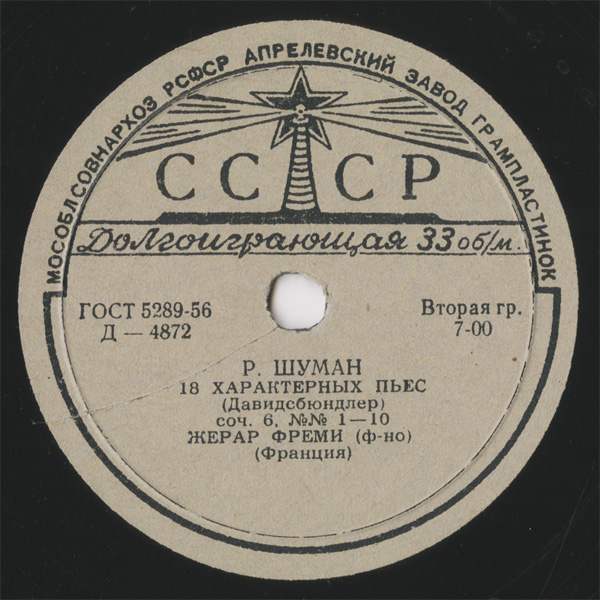 МОСОБЛСОВНАРХОЗ РСФСР АПРЕЛЕВСКИЙ ЗАВОД ГРАМПЛАСТИНОК
СССР
Долгоиграющая 33 об/м.
ГОСТ 5289-56
Д — 4872
Вторая гр.
7-00
Р. ШУМАН
18 ХАРАКТЕРНЫХ ПЬЕС
(Давидсбюндлер)
соч. 6, №№ 1—10
ЖЕРАР ФРЕМИ (ф-но)
(Франция)